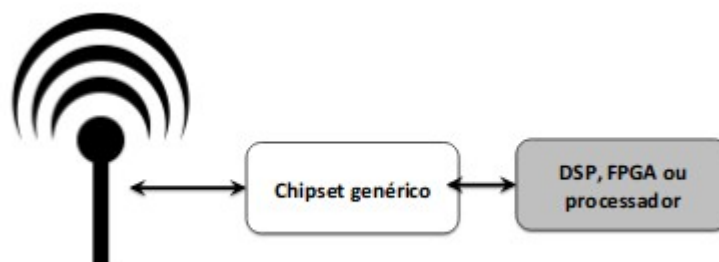 Chipset genérico
DSP, FPGA ou
processador